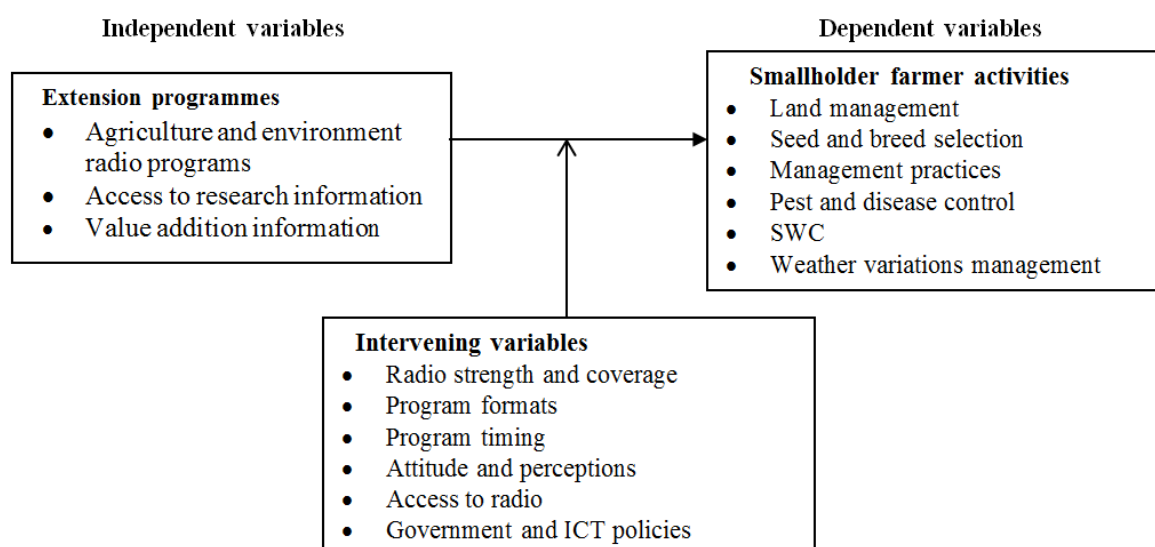 Independent variables
Extension programmes
• Agriculture and environment
radio programs
• Access to research information
• Value addition information
Dependent variables
Smallholder farmer activities
• Land management
• Seed and breed selection
• Management practices
• Pest and disease control
• SWC
• Weather variations management
Intervening variables
• Radio strength and coverage
• Program formats
• Program timing
• Attitude and perceptions
• Access to radio
• Government and ICT policies